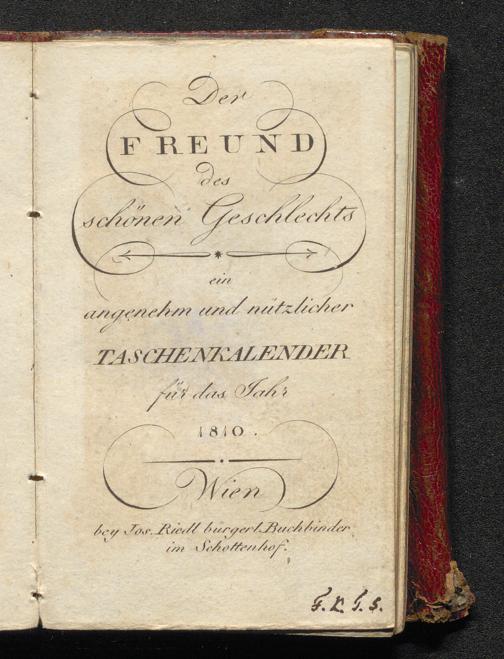 Der
FREUND
des
schönen Geschlechts
ein
angenehm und nützlicher
TASCHENKALENDER
für das Jahr
1810.
Wien
bey Jos. Riedl bürgerl. Buchbinder
im Schottenhof.